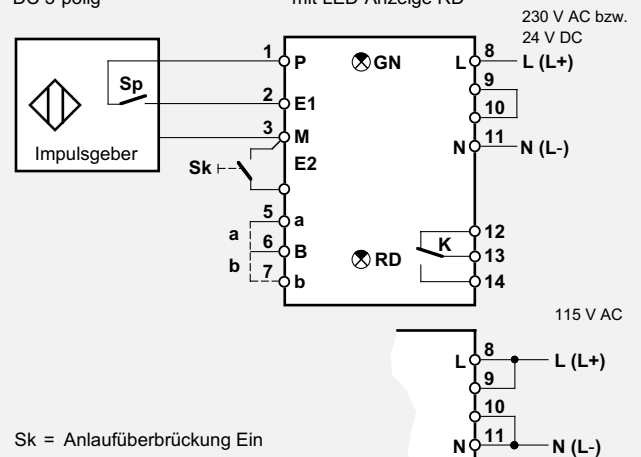 DC 3-polig
mit LED-Anzeige RD
230 V AC bzw.
24 V DC
1
P
GN
L
8
L (L+)
Sp
9
2
E1
10
3
M
N
11
N (L-)
Impulsgeber
E2
Sk
5
a
12
a
6
B
K
13
b
RD
7
b
14
115 V AC
L
8
L (L+)
9
10
Sk = Anlaufüberbrückung Ein
N
11
N (L-)